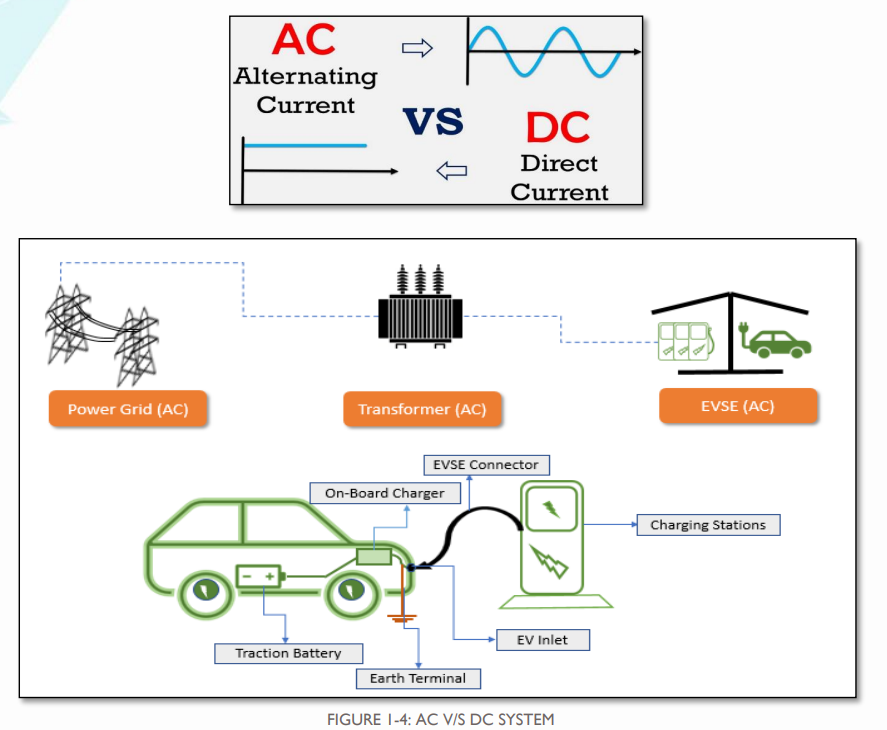 AC
Alternating
Current
VS
DC
Direct
Current
Power Grid (AC)
Transformer (AC)
EVSE (AC)
EVSE Connector
On-Board Charger
Charging Stations
- +
EV Inlet
Traction Battery
Earth Terminal
FIGURE 1-4: AC V/S DC SYSTEM